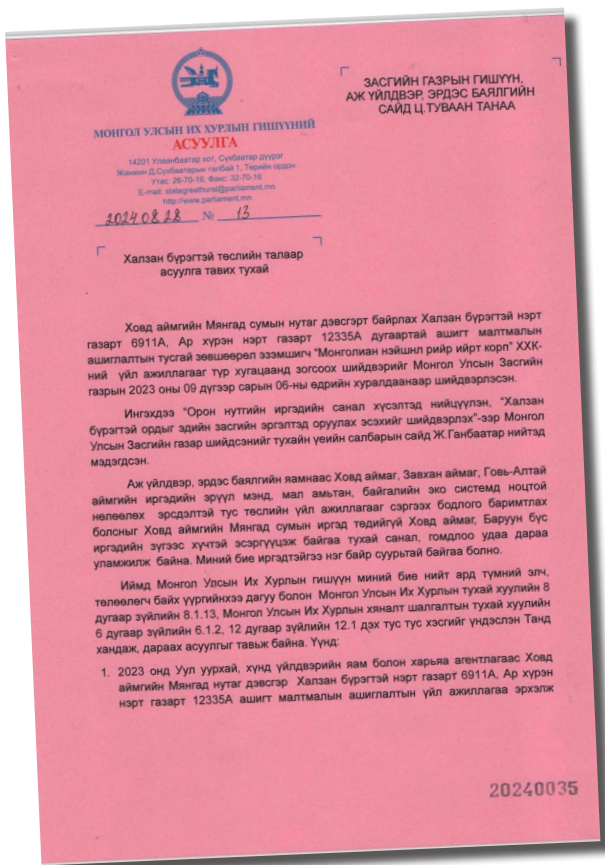 МОНГОЛ УЛСЫН ИХ ХУРЛЫН ГИШҮҮНИЙ
АСУУЛГА
14201 Улаанбаатар хот, Сүхбаатар дүүрэг
Жанжин Д.Сүхбаатарын талбай 1, Төрийн ордон
Утас: 26-70-16, Факс: 32-70-16
E-mail: stategreathural@parliament.mn
http://www.parliament.mn
2024 08 28 № 13
ЗАСГИЙН ГАЗРЫН ГИШҮҮН,
АЖ ҮЙЛДВЭР, ЭРДЭС БАЯЛГИЙН
САЙД Ц.ТУВААН ТАНАА
Халзан бүрэгтэй төслийн талаар
асуулга тавих тухай
Ховд аймгийн Мянгад сумын нутаг дэвсгэрт байрлах Халзан бүрэгтэй нэрт
газарт 6911А, Ар хүрэн нэрт газарт 12335А дугаартай ашигт малтмалын
ашиглалтын тусгай зөвшөөрөл эзэмшигч “Монголиан нэйшнл рийр ийрт корп” ХХК-
ний үйл ажиллагааг түр хугацаанд зогсоох шийдвэрийг Монгол Улсын Засгийн
газрын 2023 оны 09 дүгээр сарын 06-ны өдрийн хуралдаанаар шийдвэрлэсэн.
Ингэхдээ “Орон нутгийн иргэдийн санал хүсэлтэд нийцүүлэн, “Халзан
бүрэгтэй ордыг эдийн засгийн эргэлтэд оруулах эсэхийг шийдвэрлэх”-ээр Монгол
Улсын Засгийн газар шийдсэнийг тухайн үеийн салбарын сайд Ж.Ганбаатар нийтэд
мэдэгдсэн.
Аж үйлдвэр, эрдэс баялгийн яамнаас Ховд аймаг, Завхан аймаг, Говь-Алтай
аймгийн иргэдийн эрүүл мэнд, мал амьтан, байгалийн эко системд ноцтой
нөлөөлөх эрсдэлтэй тус төслийн үйл ажиллагааг сэргээх бодлого баримтлах
болсныг Ховд аймгийн Мянгад сумын иргэд төдийгүй Ховд аймаг, Баруун бүс
иргэдийн зүгээс хүчтэй эсэргүүцэж байгаа тухай санал, гомдлоо удаа дараа
уламжилж байна. Миний бие иргэдтэйгээ нэг байр сууртай байгаа болно.
Иймд Монгол Улсын Их Хурлын гишүүн миний бие нийт ард түмний элч,
төлөөлөгч байх үүргийнхээ дагуу болон Монгол Улсын Их Хурлын тухай хуулийн 8
дугаар зүйлийн 8.1.13, Монгол Улсын Их Хурлын хяналт шалгалтын тухай хуулийн
6 дугаар зүйлийн 6.1.2, 12 дугаар зүйлийн 12.1 дэх тус тус хэсгийг үндэслэн Танд
хандаж, дараах асуулгыг тавьж байна. Үүнд:
1. 2023 онд Уул уурхай, хүнд үйлдвэрийн яам болон харьяа агентлагаас Ховд
аймгийн Мянгад нутаг дэвсгэр Халзан бүрэгтэй нэрт газарт 6911А, Ар хүрэн
нэрт газарт 12335А ашигт малтмалын ашиглалтын үйл ажиллагаа эрхэлж
20240035